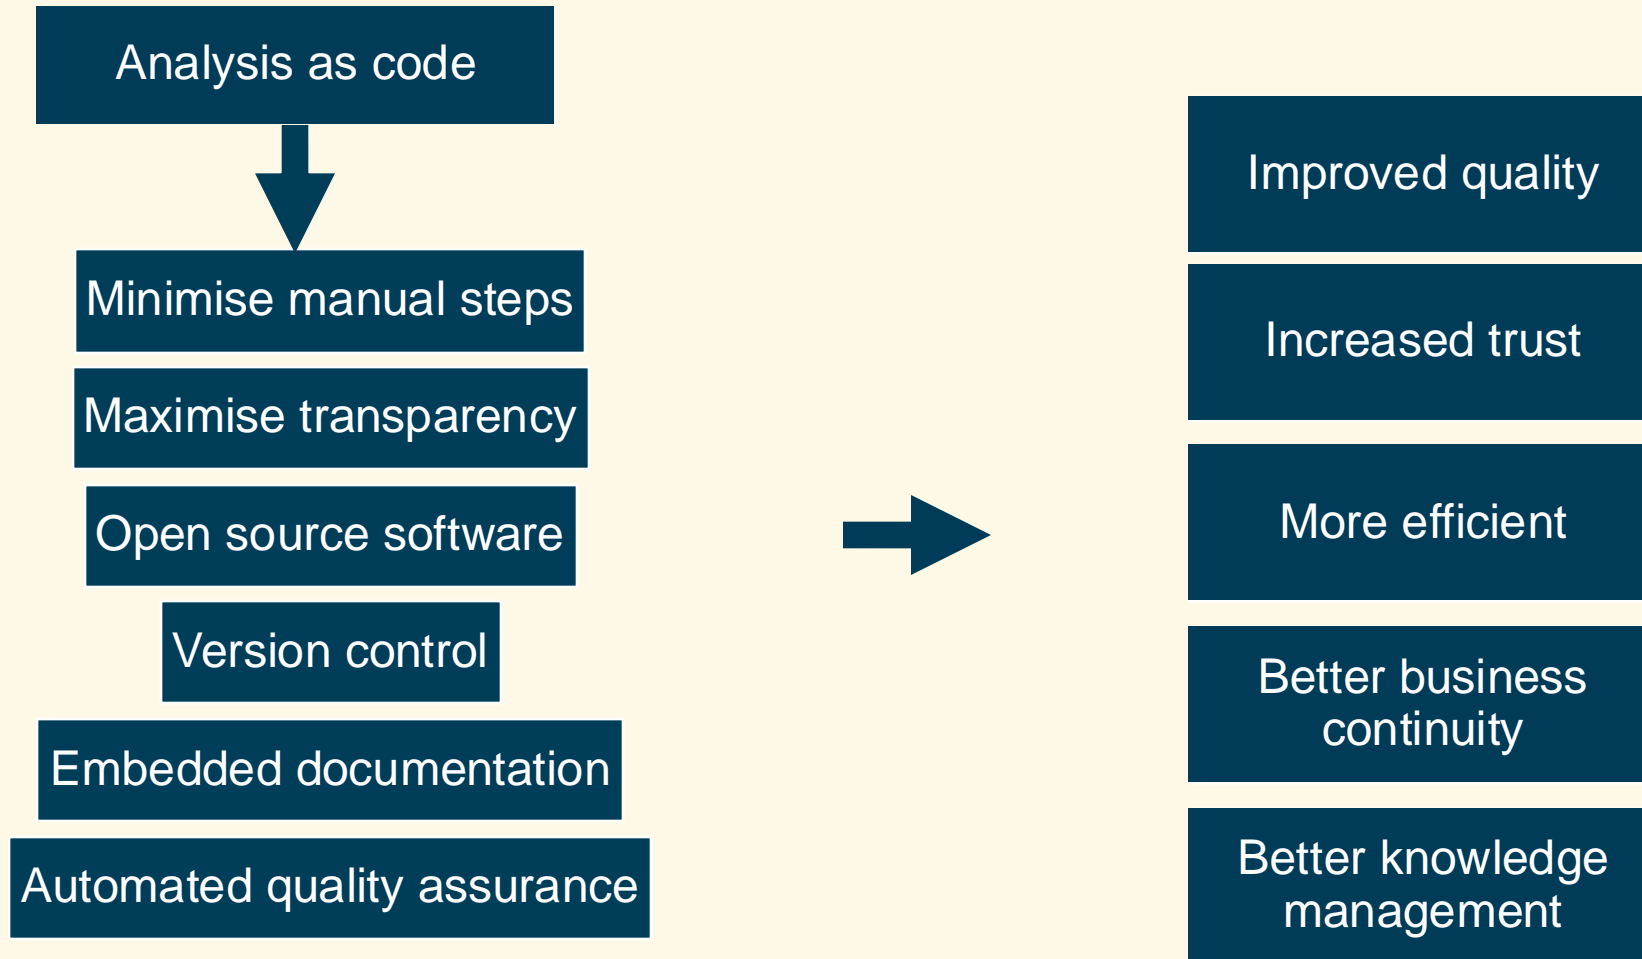 Analysis as code
Minimise manual steps
Maximise transparency
Open source software
Version control
Embedded documentation
Automated quality assurance
Improved quality
Increased trust
More efficient
Better business
continuity
Better knowledge
management